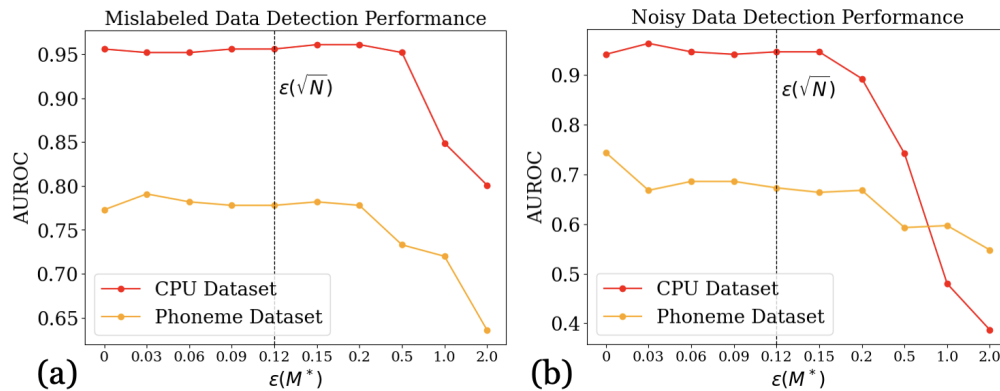 Mislabeled Data Detection Performance
0.95
0.90
0.85
0.80
0.75
0.70
0.65
AUROC
ε(√N)
CPU Dataset
Phoneme Dataset
0 0.03 0.06 0.09 0.12 0.15 0.2 0.5 1.0 2.0
ε(M*)
(a)
Noisy Data Detection Performance
0.9
0.8
0.7
0.6
0.5
0.4
AUROC
ε(√N)
CPU Dataset
Phoneme Dataset
0 0.03 0.06 0.09 0.12 0.15 0.2 0.5 1.0 2.0
ε(M*)
(b)